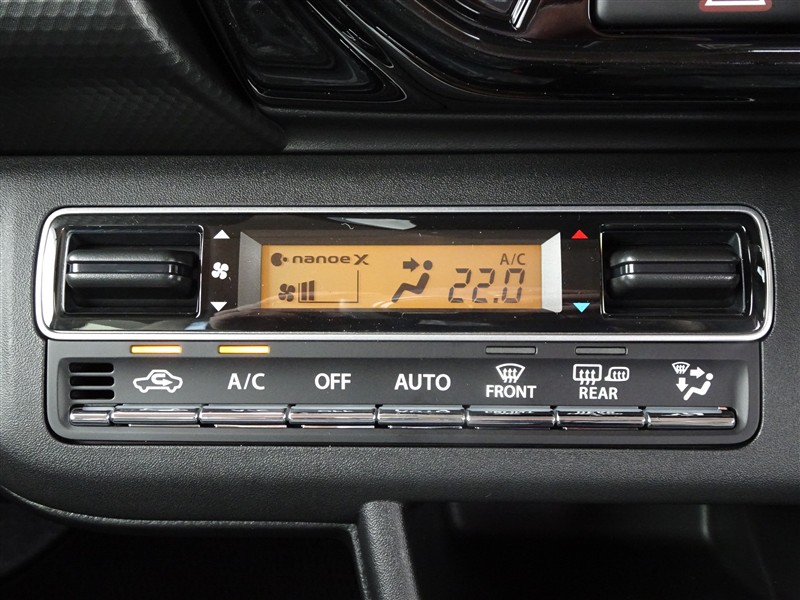 nanoe X
A/C
22.0
A/C
OFF
AUTO
FRONT
REAR